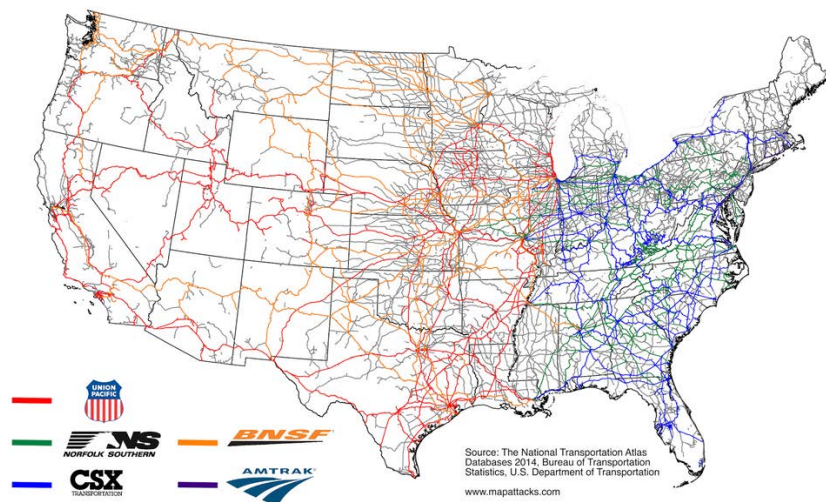 UNION
PACIFIC
NS
NORFOLK SOUTHERN
BNSF
CSX
TRANSPORTATION
AMTRAK
Source: The National Transportation Atlas
Databases 2014, Bureau of Transportation
Statistics, U.S. Department of Transportation
www.mapattacks.com